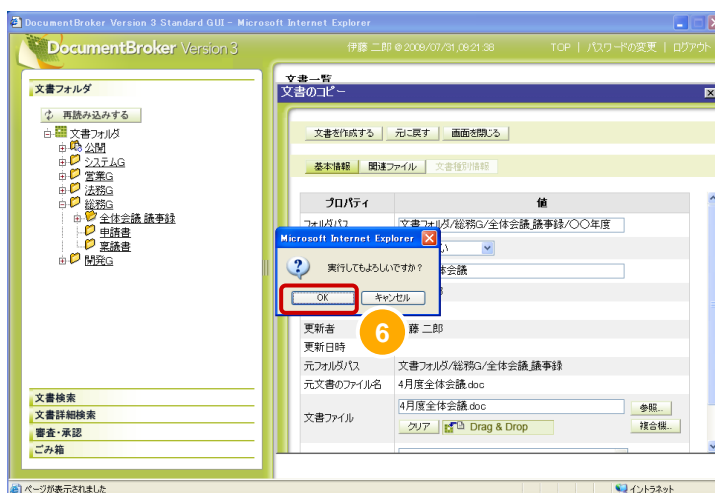 DocumentBroker Version 3 Standard GUI - Microsoft Internet Explorer
DocumentBroker Version 3
伊藤 二郎 @ 2009/07/31,09:21:38 TOP | パスワードの変更 | ログアウト
文書フォルダ
再読み込みする
文書フォルダ
公開
システムG
営業G
法務G
総務G
全体会議_議事録
申請書
稟議書
開発G
文書検索
文書詳細検索
審査・承認
ごみ箱
文書一覧
文書のコピー
文書を作成する 元に戻す 画面を閉じる
基本情報 関連ファイル 文書種別情報
プロパティ 値
フォルダパス 文書フォルダ/総務G/全体会議_議事録/〇〇年度
い
Microsoft Internet Explorer
実行してもよろしいですか?
体会議
OK キャンセル
6
更新者 藤 二郎
更新日時
元フォルダパス 文書フォルダ/総務G/全体会議_議事録
元文書のファイル名 4月度全体会議.doc
文書ファイル
4月度全体会議.doc 参照...
クリア Drag & Drop 複合機...
ページが表示されました
イントラネット